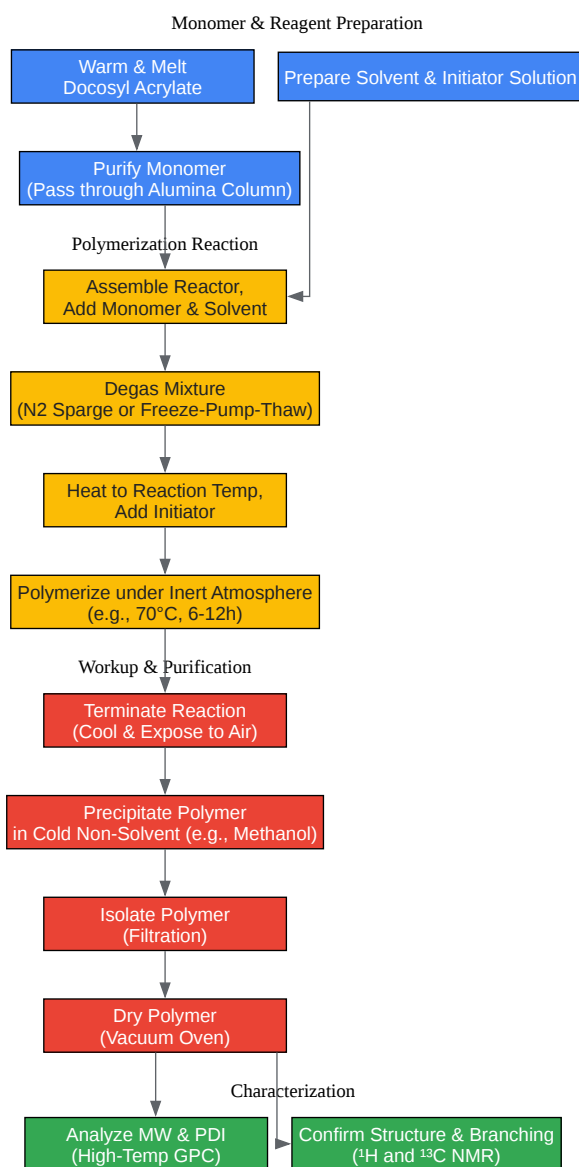 Monomer & Reagent Preparation
Warm & Melt
Docosyl Acrylate
Prepare Solvent & Initiator Solution
Purify Monomer
(Pass through Alumina Column)
Polymerization Reaction
Assemble Reactor,
Add Monomer & Solvent
Degas Mixture
(N2 Sparge or Freeze-Pump-Thaw)
Heat to Reaction Temp,
Add Initiator
Polymerize under Inert Atmosphere
(e.g., 70°C, 6-12h)
Workup & Purification
Terminate Reaction
(Cool & Expose to Air)
Precipitate Polymer
in Cold Non-Solvent (e.g., Methanol)
Isolate Polymer
(Filtration)
Dry Polymer
(Vacuum Oven)
Characterization
Analyze MW & PDI
(High-Temp GPC)
Confirm Structure & Branching
(¹H and ¹³C NMR)